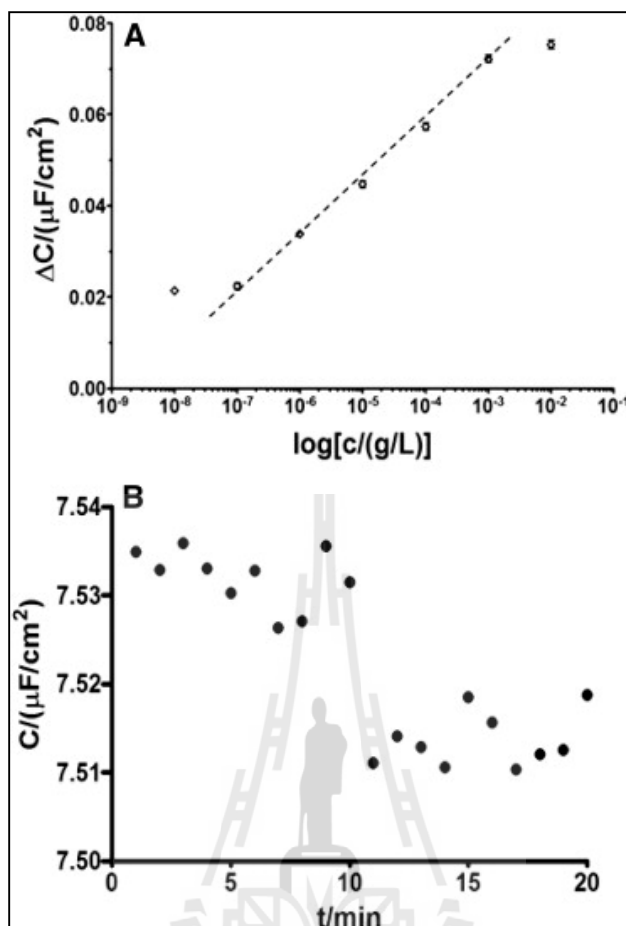 A
0.08
0.06
0.04
0.02
0.00
ΔC/(μF/cm²)
10⁻⁹ 10⁻⁸ 10⁻⁷ 10⁻⁶ 10⁻⁵ 10⁻⁴ 10⁻³ 10⁻² 10⁻¹
log[c/(g/L)]
B
7.54
7.53
7.52
7.51
7.50
C/(μF/cm²)
0 5 10 15 20
t/min